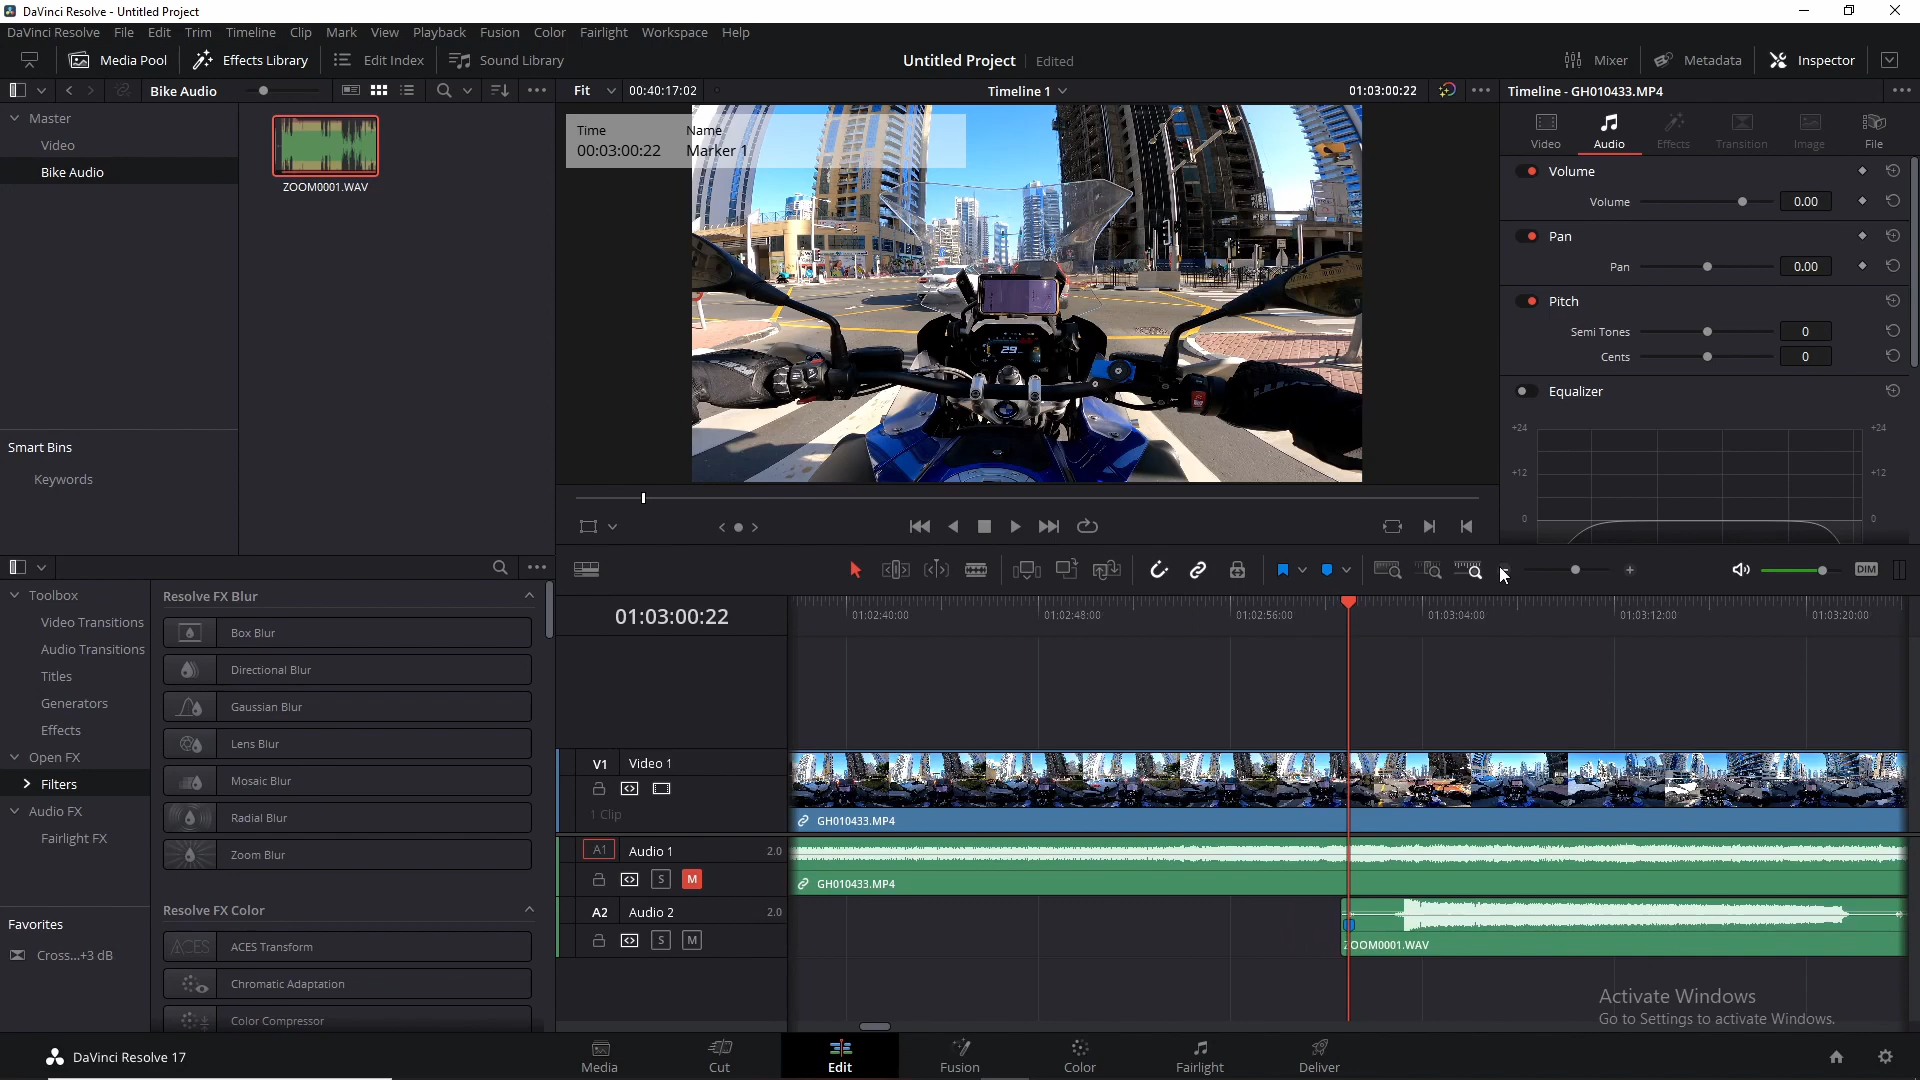 DaVinci Resolve - Untitled Project
DaVinci Resolve File Edit Trim Timeline Clip Mark View Playback Fusion Color Fairlight Workspace Help
Media Pool Effects Library Edit Index Sound Library Untitled Project Edited Mixer Metadata Inspector
Bike Audio Fit 00:40:17:02 Timeline 1 01:03:00:22 Timeline - GH010433.MP4
Master
Video
Bike Audio
ZOOM0001.WAV
Smart Bins
Keywords
Time Name
00:03:00:22 Marker 1
29
Video Audio Effects Transition Image File
Volume
Volume 0.00
Pan
Pan 0.00
Pitch
Semi Tones 0
Cents 0
Equalizer
+24 +24
+12 +12
0 0
Toolbox
Video Transitions
Audio Transitions
Titles
Generators
Effects
Open FX
Filters
Audio FX
Fairlight FX
Favorites
Cross...+3 dB
Resolve FX Blur
Box Blur
Directional Blur
Gaussian Blur
Lens Blur
Mosaic Blur
Radial Blur
Zoom Blur
Resolve FX Color
ACES ACES Transform
Chromatic Adaptation
Color Compressor
DIM
01:03:00:22
01:02:40:00 01:02:48:00 01:02:56:00 01:03:04:00 01:03:12:00 01:03:20:00
V1 Video 1
1 Clip
GH010433.MP4
A1 Audio 1 2.0
S M
GH010433.MP4
A2 Audio 2 2.0
S M
ZOOM0001.WAV
Activate Windows
Go to Settings to activate Windows.
DaVinci Resolve 17
Media Cut Edit Fusion Color Fairlight Deliver